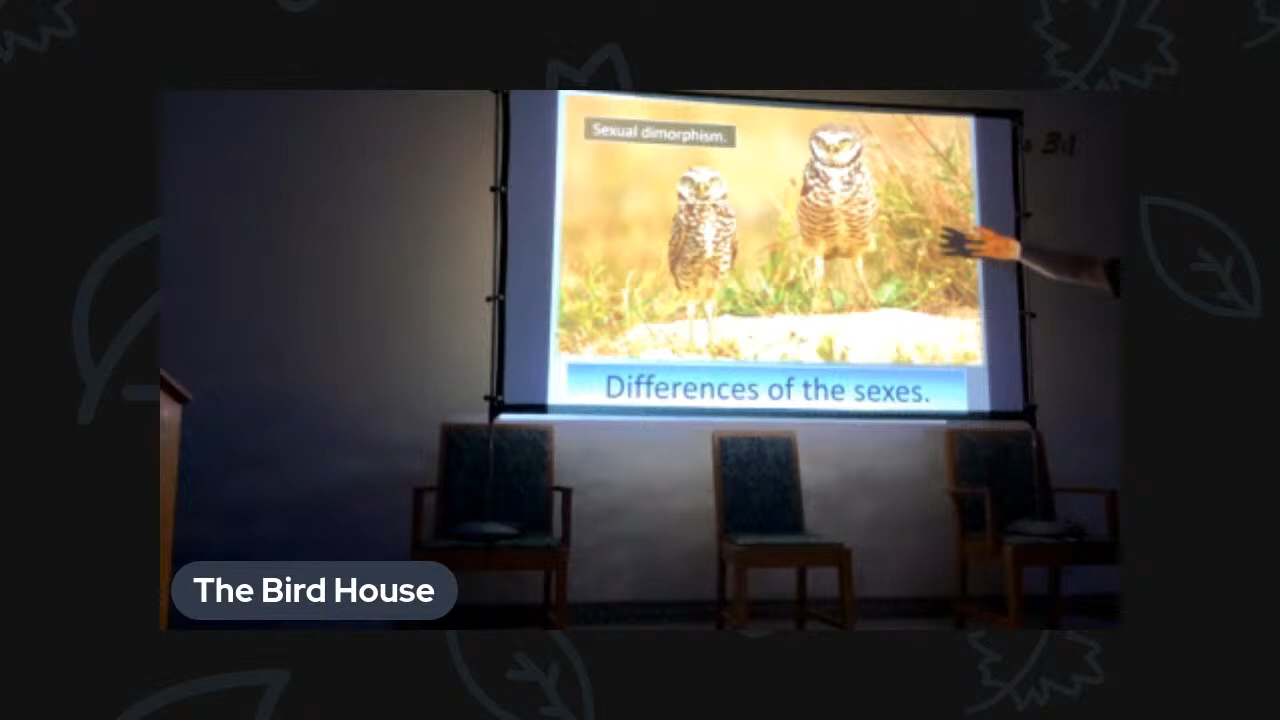 Sexual dimorphism.
Differences of the sexes.
The Bird House